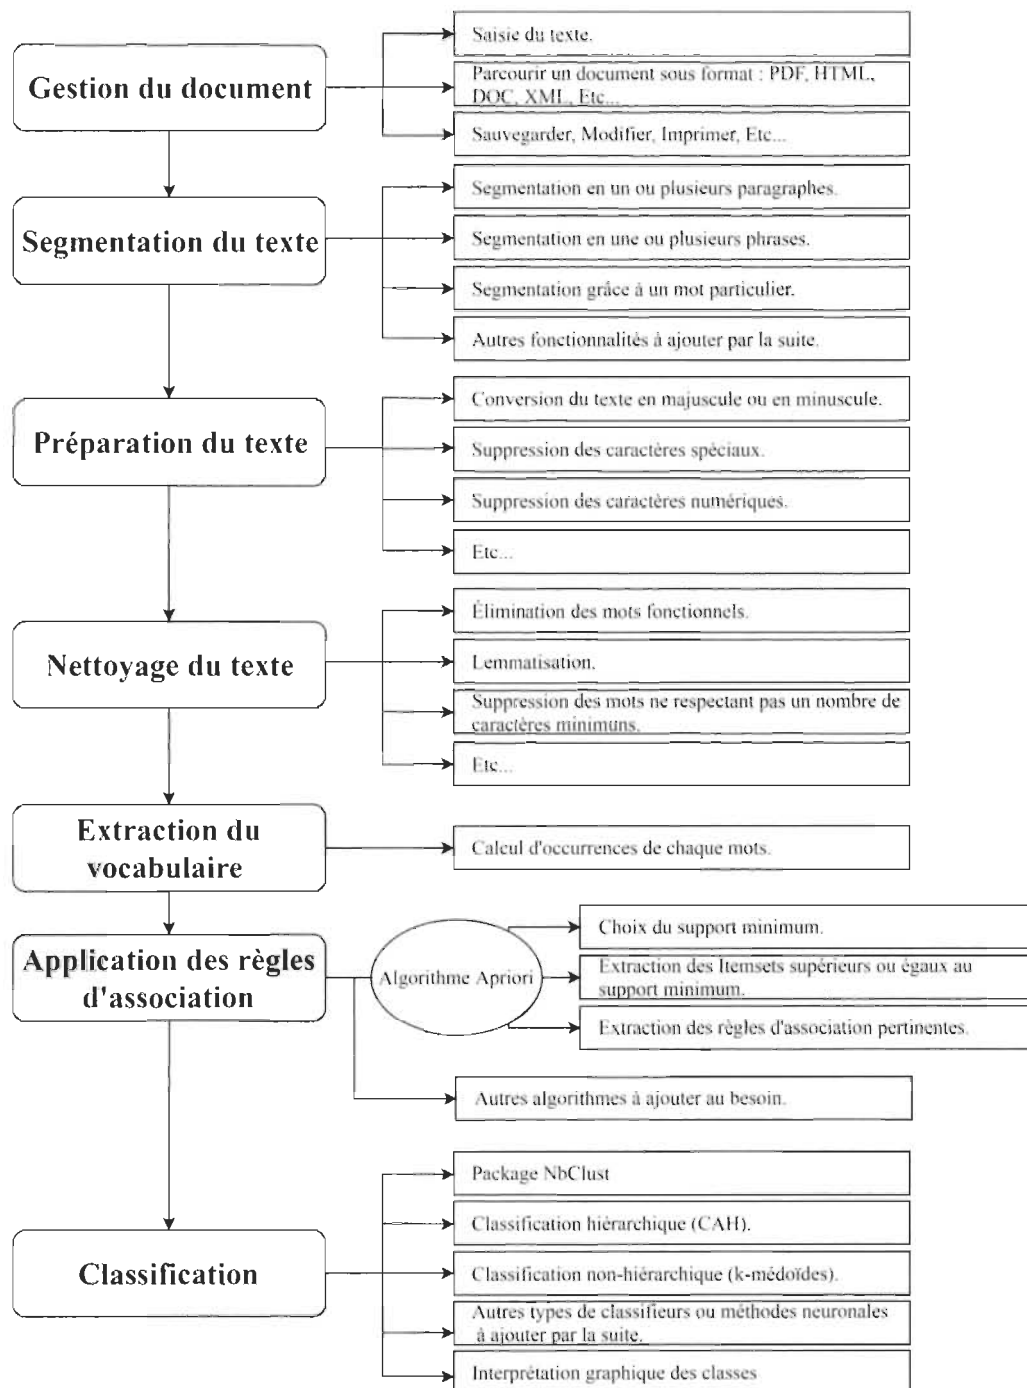 Gestion du document
Saisie du texte.
Parcourir un document sous format : PDF, HTML,
DOC, XML, Etc...
Sauvegarder, Modifier, Imprimer, Etc...
Segmentation du texte
Segmentation en un ou plusieurs paragraphes.
Segmentation en une ou plusieurs phrases.
Segmentation grâce à un mot particulier.
Autres fonctionnalités à ajouter par la suite.
Préparation du texte
Conversion du texte en majuscule ou en minuscule.
Suppression des caractères spéciaux.
Suppression des caractères numériques.
Etc...
Nettoyage du texte
Élimination des mots fonctionnels.
Lemmatisation.
Suppression des mots ne respectant pas un nombre de
caractères minimuns.
Etc...
Extraction du
vocabulaire
Calcul d'occurrences de chaque mots.
Application des règles
d'association
Algorithme Apriori
Choix du support minimum.
Extraction des Itemsets supérieurs ou égaux au
support minimum.
Extraction des règles d'association pertinentes.
Autres algorithmes à ajouter au besoin.
Classification
Package NbClust
Classification hiérarchique (CAH).
Classification non-hiérarchique (k-médoïdes).
Autres types de classifieurs ou méthodes neuronales
à ajouter par la suite.
Interprétation graphique des classes